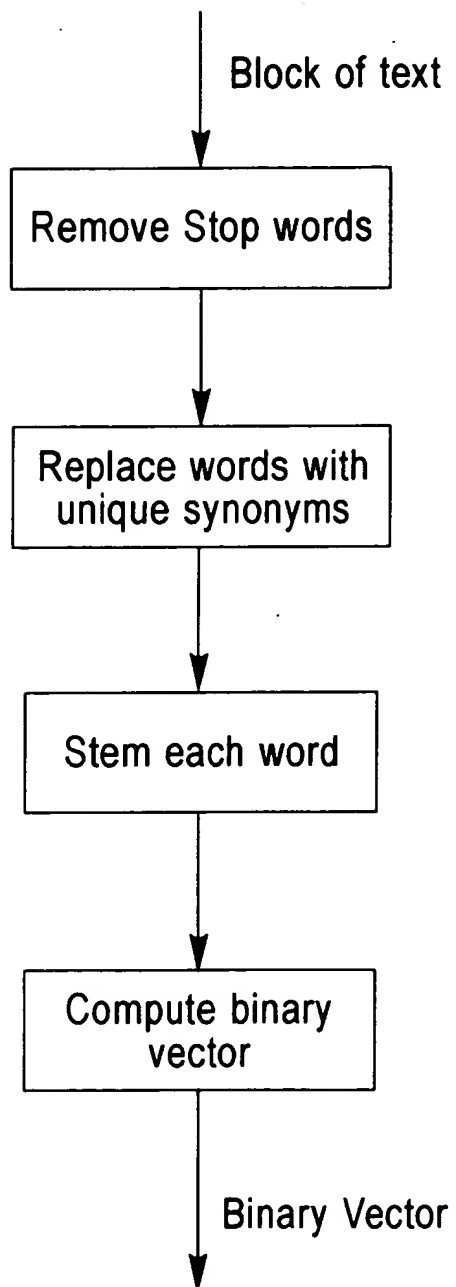 Block of text
Remove Stop words
Replace words with
unique synonyms
Stem each word
Compute binary
vector
Binary Vector